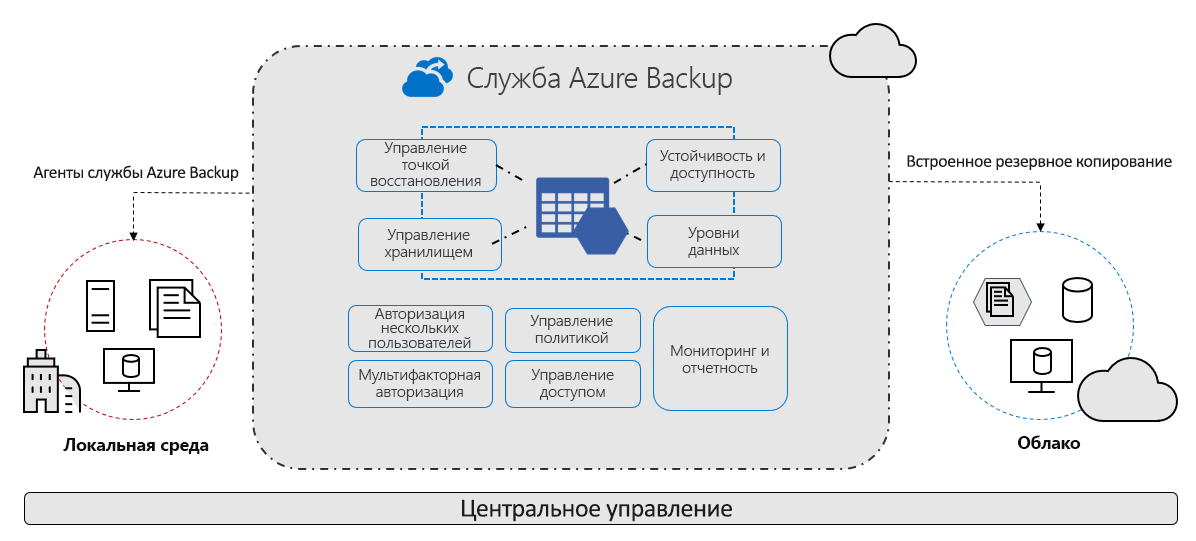 Служба Azure Backup
Агенты службы Azure Backup
Управление
точкой
восстановления
Устойчивость и
доступность
Управление
хранилищем
Уровни
данных
Авторизация
нескольких
пользователей
Управление
политикой
Мониторинг и
отчетность
Мультифакторная
авторизация
Управление
доступом
Встроенное резервное копирование
Локальная среда
Облако
Центральное управление